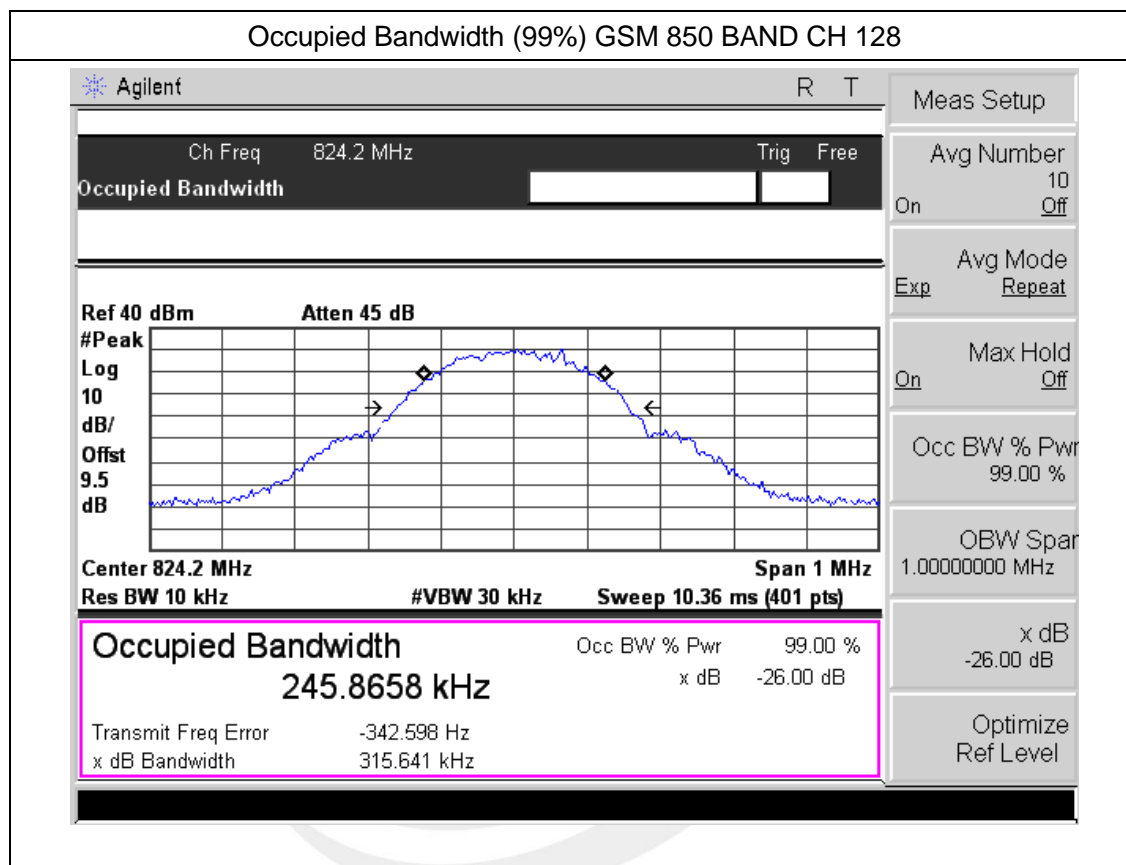 Occupied Bandwidth (99%) GSM 850 BAND CH 128
Agilent R T
Ch Freq 824.2 MHz Trig Free
Occupied Bandwidth
Ref 40 dBm Atten 45 dB
#Peak
Log
10
dB/
Offst
9.5
dB
Center 824.2 MHz Span 1 MHz
Res BW 10 kHz #VBW 30 kHz Sweep 10.36 ms (401 pts)
Occupied Bandwidth Occ BW % Pwr 99.00 %
245.8658 kHz x dB -26.00 dB
Transmit Freq Error -342.598 Hz
x dB Bandwidth 315.641 kHz
Meas Setup
Avg Number
10
On Off
Avg Mode
Exp Repeat
Max Hold
On Off
Occ BW % Pwr
99.00 %
OBW Span
1.00000000 MHz
x dB
-26.00 dB
Optimize
Ref Level